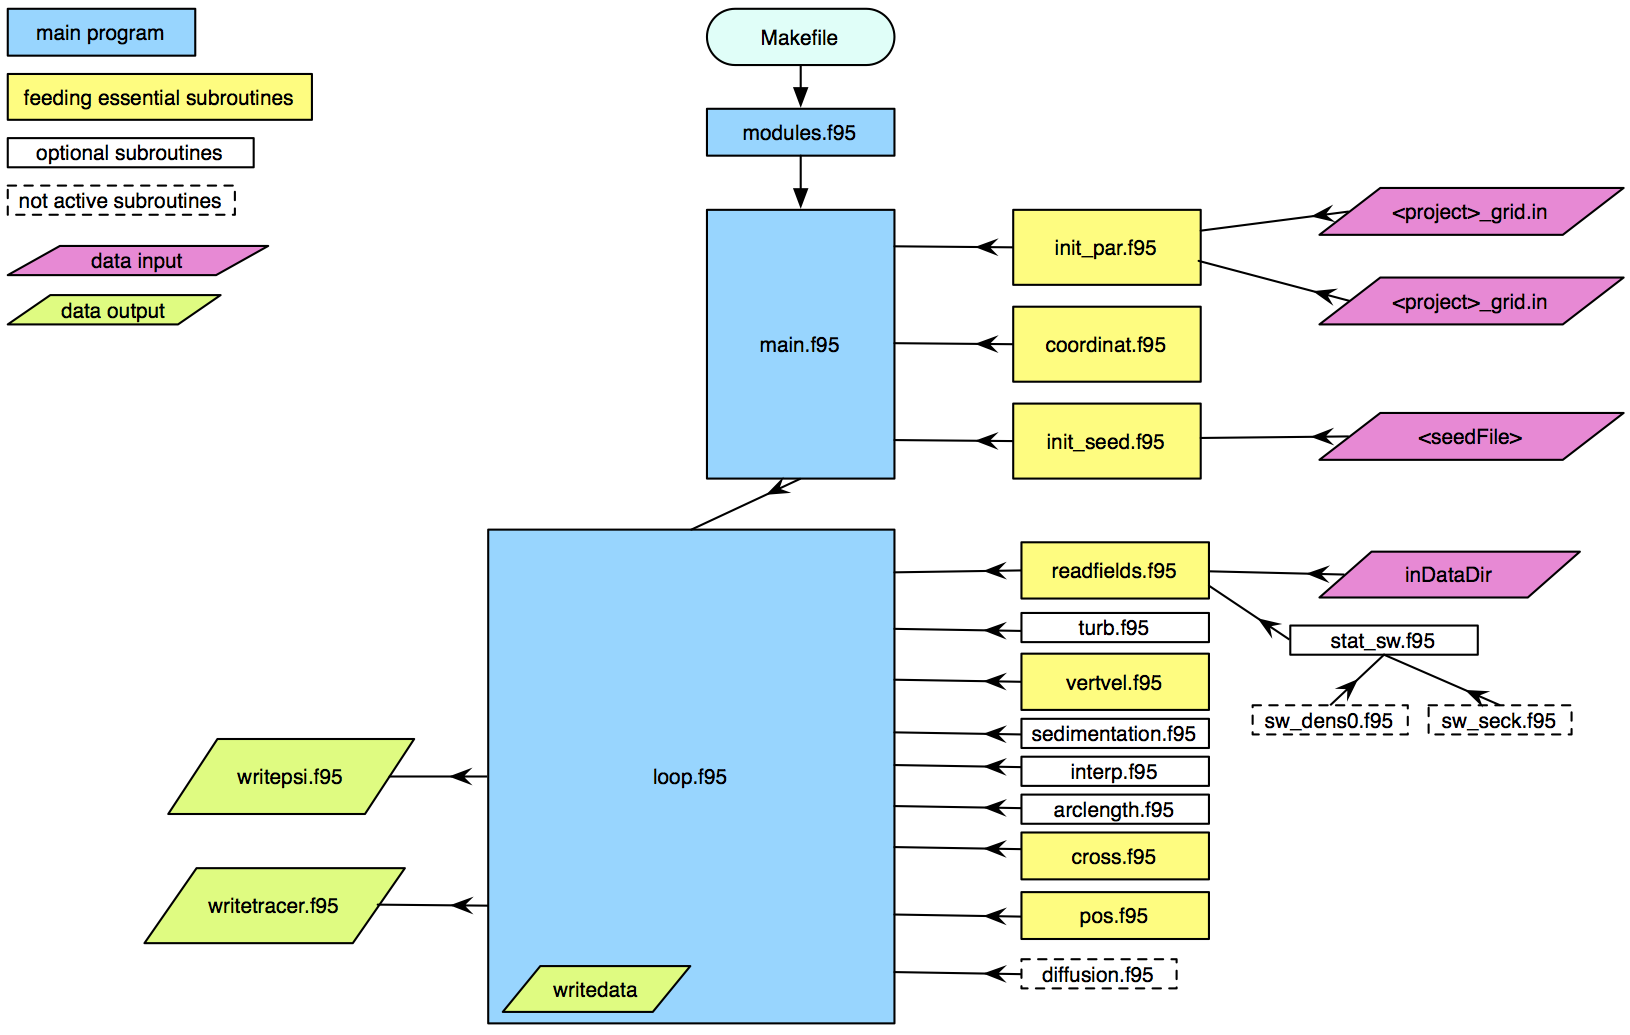 main program
feeding essential subroutines
optional subroutines
not active subroutines
data input
data output
Makefile
modules.f95
main.f95
init_par.f95
<project>_grid.in
<project>_grid.in
coordinat.f95
init_seed.f95
<seedFile>
loop.f95
readfields.f95
inDataDir
turb.f95
stat_sw.f95
vertvel.f95
sw_dens0.f95
sw_seck.f95
sedimentation.f95
interp.f95
arclength.f95
cross.f95
pos.f95
diffusion.f95
writepsi.f95
writetracer.f95
writedata